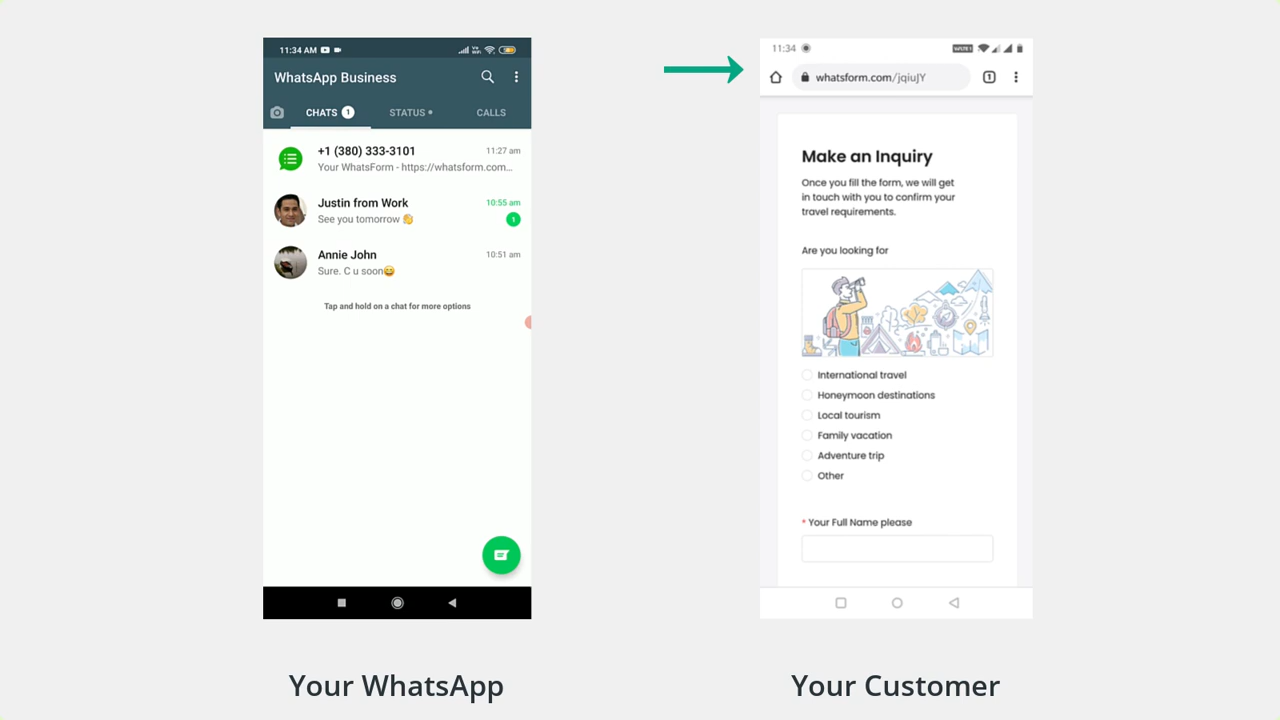 11:34 AM
WhatsApp Business
CHATS 1
STATUS
CALLS
+1 (380) 333-3101
11:27 am
Your WhatsForm - https://whatsform.com...
Justin from Work
10:55 am
See you tomorrow
1
Annie John
10:51 am
Sure. C u soon
Tap and hold on a chat for more options
Your WhatsApp
11:34
whatsform.com/jqiuJY
1
Make an Inquiry
Once you fill the form, we will get
in touch with you to confirm your
travel requirements.
Are you looking for
International travel
Honeymoon destinations
Local tourism
Family vacation
Adventure trip
Other
* Your Full Name please
Your Customer